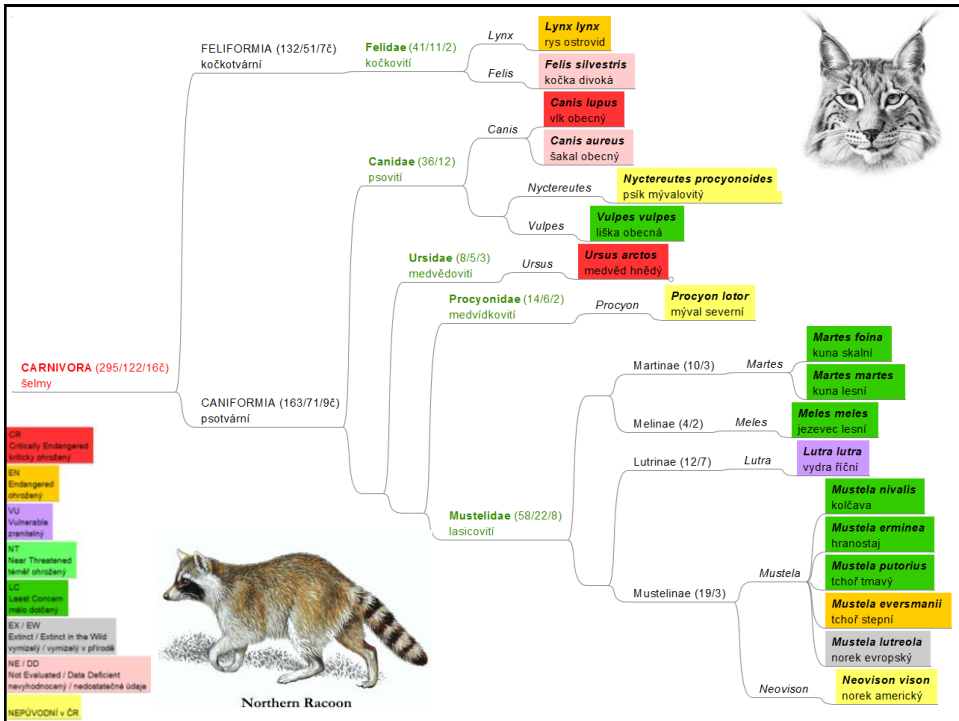 FELIFORMIA (132/51/7č)
kočkotvární
Felidae (41/11/2)
kočkovití
Lynx
Lynx lynx
rys ostrovid
Felis
Felis silvestris
kočka divoká
Canidae (36/12)
psovití
Canis
Canis lupus
vlk obecný
Canis aureus
šakal obecný
Nyctereutes
Nyctereutes procyonoides
psík mývalovitý
Vulpes
Vulpes vulpes
liška obecná
Ursidae (8/5/3)
medvědovití
Ursus
Ursus arctos
medvěd hnědý
Procyonidae (14/6/2)
medvídkovití
Procyon
Procyon lotor
mýval severní
CARNIVORA (295/122/16č)
šelmy
CANIFORMIA (163/71/9č)
psotvární
Mustelidae (58/22/8)
lasicovití
Martinae (10/3)
Martes
Martes foina
kuna skalní
Martes martes
kuna lesní
Melinae (4/2)
Meles
Meles meles
jezevec lesní
Lutrinae (12/7)
Lutra
Lutra lutra
vydra říční
Mustelinae (19/3)
Mustela
Mustela nivalis
kolčava
Mustela erminea
hranostaj
Mustela putorius
tchoř tmavý
Mustela eversmanii
tchoř stepní
Mustela lutreola
norek evropský
Neovison
Neovison vison
norek americký
CR
Critically Endangered
kriticky ohrožený
EN
Endangered
ohrožený
VU
Vulnerable
zranitelný
NT
Near Threatened
téměř ohrožený
LC
Least Concern
málo dotčený
EX / EW
Extinct / Extinct in the Wild
vymizelý / vymizelý v přírodě
NE / DD
Not Evaluated / Data Deficient
nevyhodnocený / nedostatečné údaje
NEPŮVODNÍ v ČR
Northern Racoon